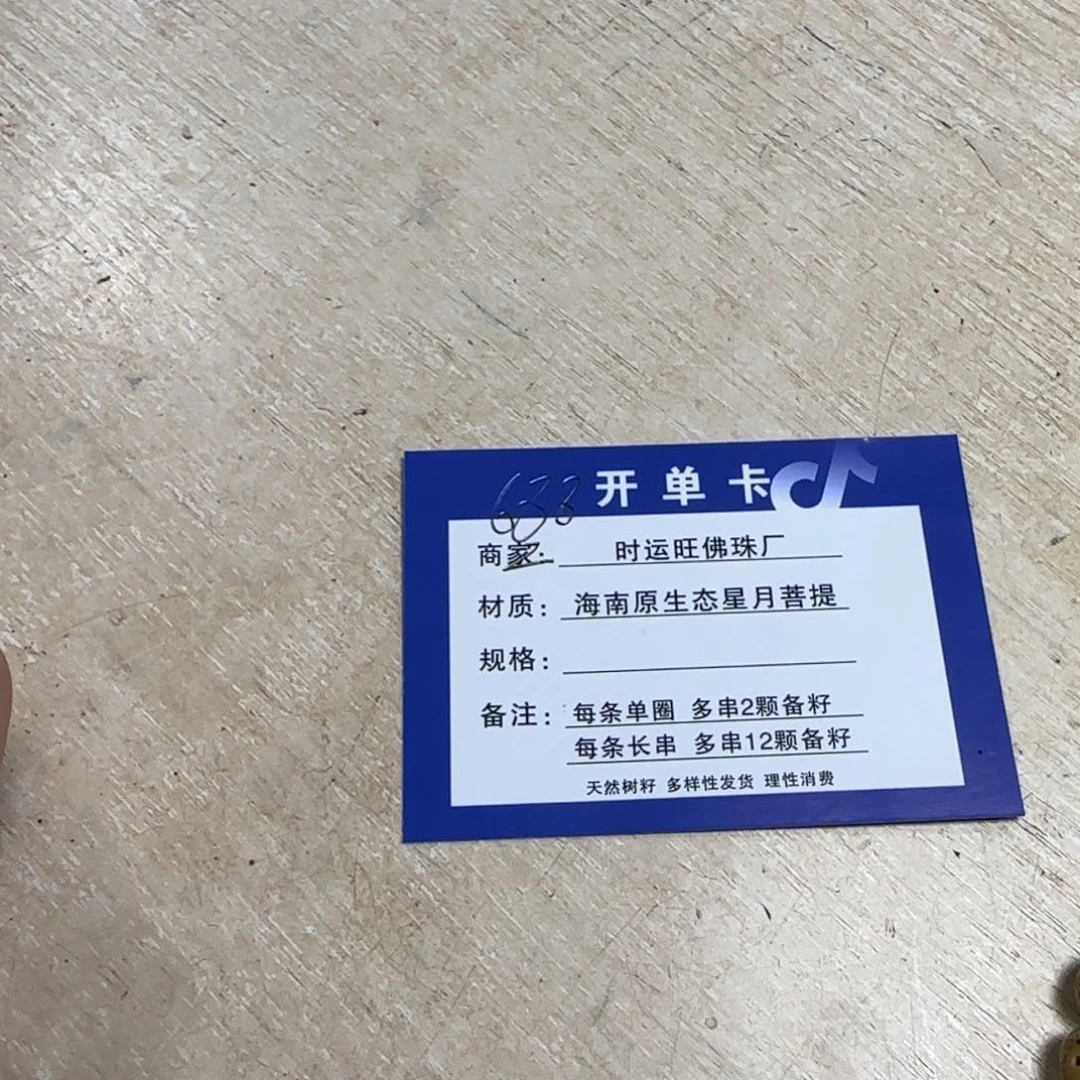 638
开单卡
商家: 时运旺佛珠厂
材质: 海南原生态星月菩提
规格:
备注: 每条单圈 多串2颗备籽
每条长串 多串12颗备籽
天然树籽 多样性发货 理性消费